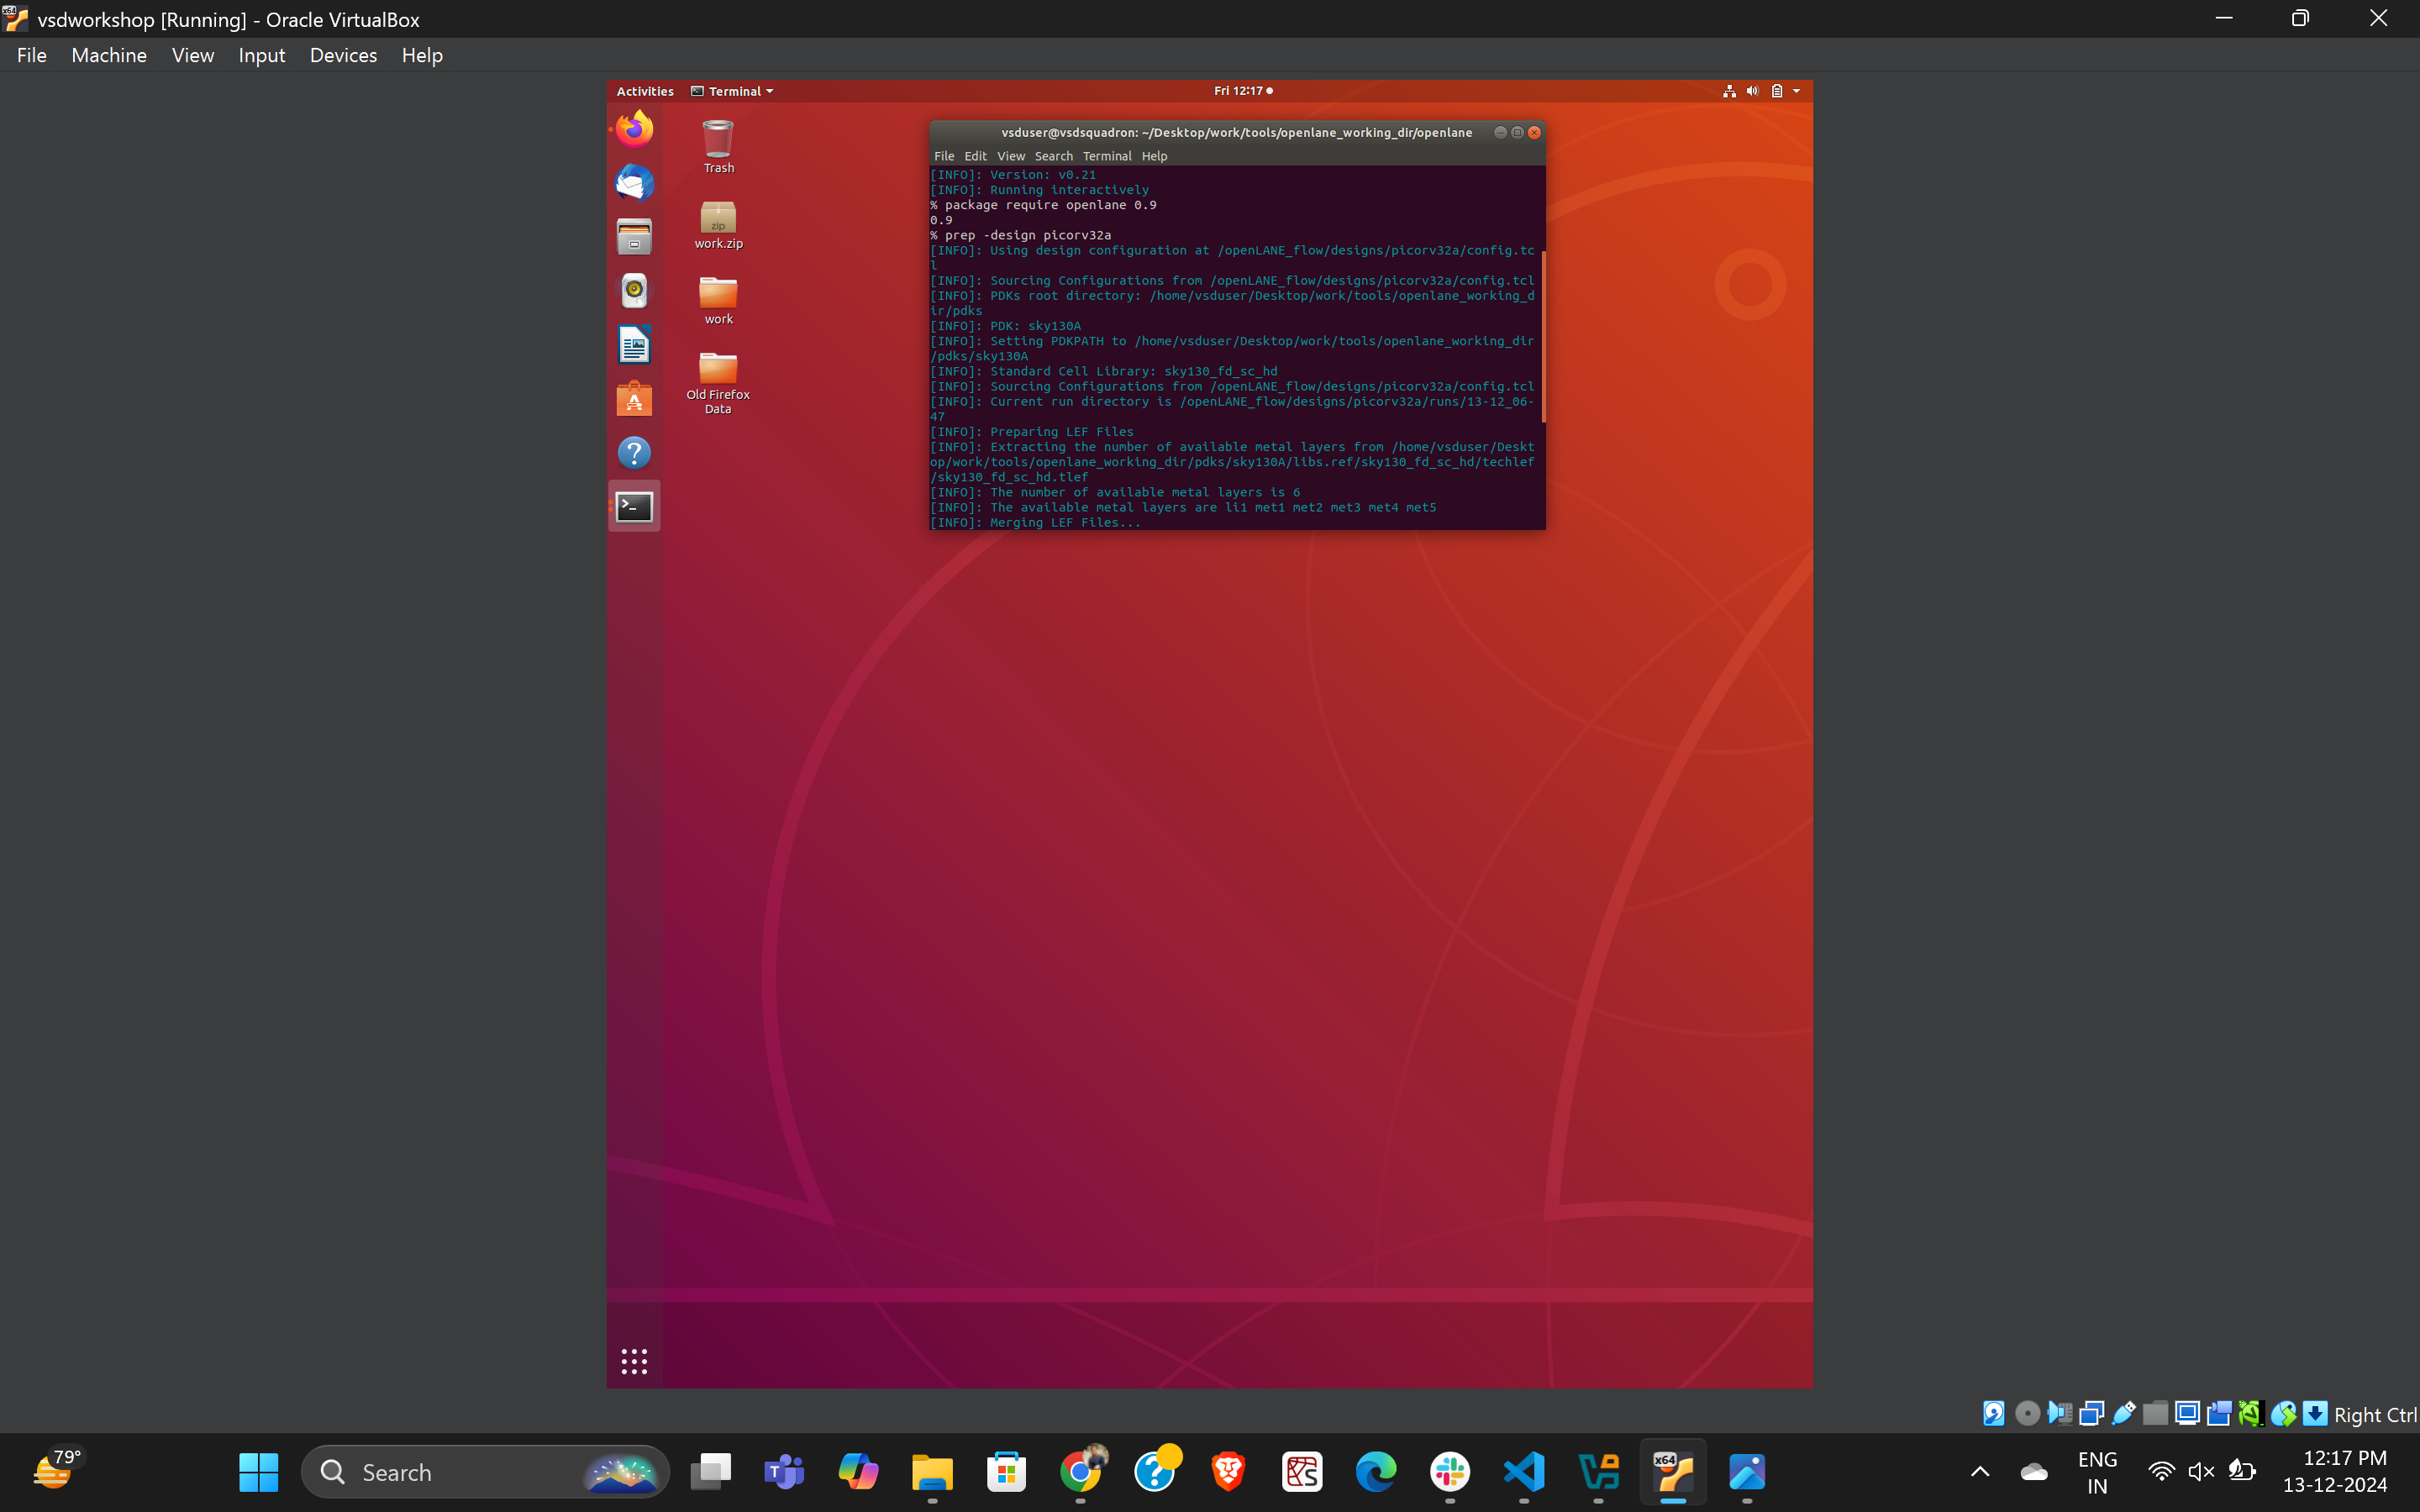 vsdworkshop [Running] - Oracle VirtualBox
File Machine View Input Devices Help
Activities Terminal Fri 12:17
Trash
work.zip
work
Old Firefox
Data
vsduser@vsdsquadron: ~/Desktop/work/tools/openlane_working_dir/openlane
File Edit View Search Terminal Help
[INFO]: Version: v0.21
[INFO]: Running interactively
% package require openlane 0.9
0.9
% prep -design picorv32a
[INFO]: Using design configuration at /openLANE_flow/designs/picorv32a/config.tc
l
[INFO]: Sourcing Configurations from /openLANE_flow/designs/picorv32a/config.tcl
[INFO]: PDKs root directory: /home/vsduser/Desktop/work/tools/openlane_working_d
ir/pdks
[INFO]: PDK: sky130A
[INFO]: Setting PDKPATH to /home/vsduser/Desktop/work/tools/openlane_working_dir
/pdks/sky130A
[INFO]: Standard Cell Library: sky130_fd_sc_hd
[INFO]: Sourcing Configurations from /openLANE_flow/designs/picorv32a/config.tcl
[INFO]: Current run directory is /openLANE_flow/designs/picorv32a/runs/13-12_06-
47
[INFO]: Preparing LEF Files
[INFO]: Extracting the number of available metal layers from /home/vsduser/Deskt
op/work/tools/openlane_working_dir/pdks/sky130A/libs.ref/sky130_fd_sc_hd/techlef
/sky130_fd_sc_hd.tlef
[INFO]: The number of available metal layers is 6
[INFO]: The available metal layers are li1 met1 met2 met3 met4 met5
[INFO]: Merging LEF Files...
Right Ctrl
79°
Search
ENG
IN
12:17 PM
13-12-2024